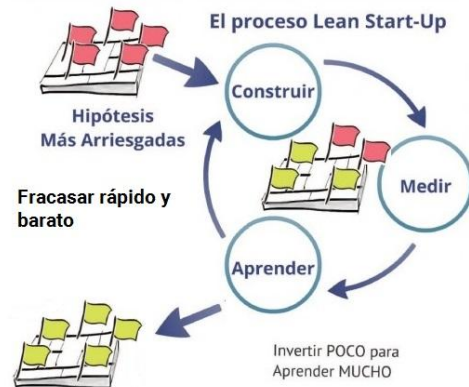 El proceso Lean Start-Up
Construir
Hipótesis
Más Arriesgadas
Medir
Fracasar rápido y
barato
Aprender
Invertir POCO para
Aprender MUCHO